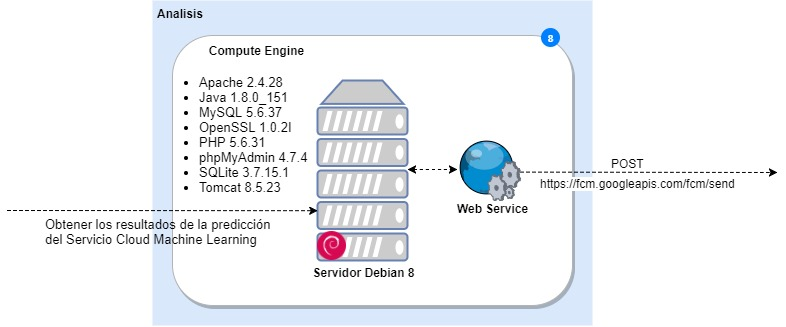 Analisis
8
Compute Engine
• Apache 2.4.28
• Java 1.8.0_151
• MySQL 5.6.37
• OpenSSL 1.0.2l
• PHP 5.6.31
• phpMyAdmin 4.7.4
• SQLite 3.7.15.1
• Tomcat 8.5.23
POST
https://fcm.googleapis.com/fcm/send
Web Service
Obtener los resultados de la predicción
del Servicio Cloud Machine Learning
Servidor Debian 8